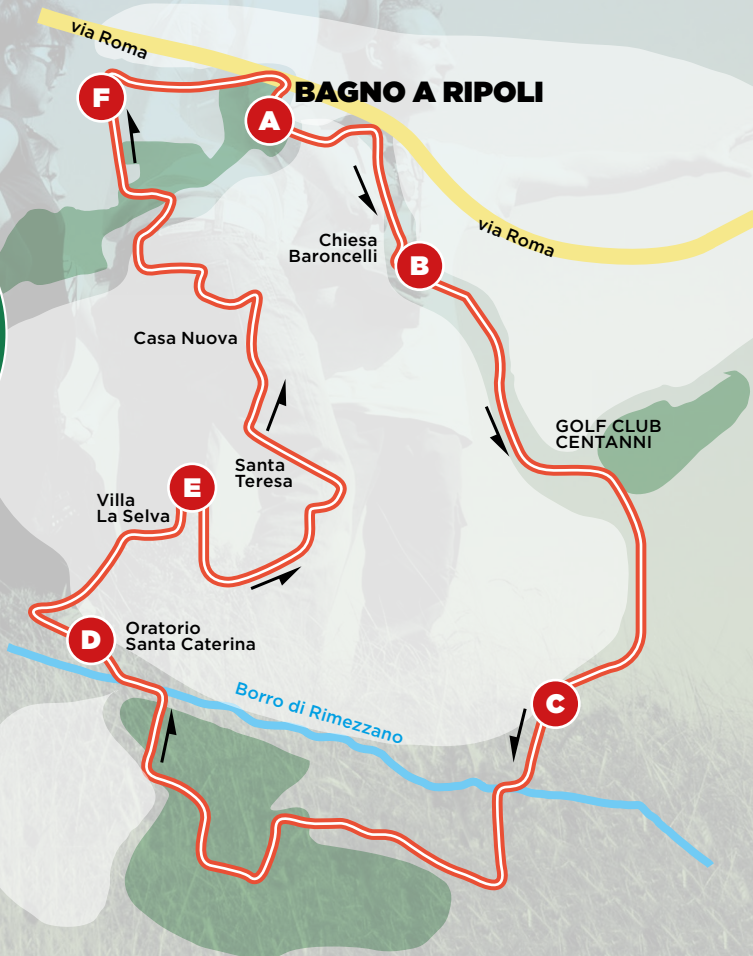 via Roma
F
BAGNO A RIPOLI
A
Chiesa
Baroncelli
B
via Roma
Casa Nuova
GOLF CLUB
CENTANNI
Santa
Teresa
E
Villa
La Selva
D
Oratorio
Santa Caterina
Borro di Rimezzano
C